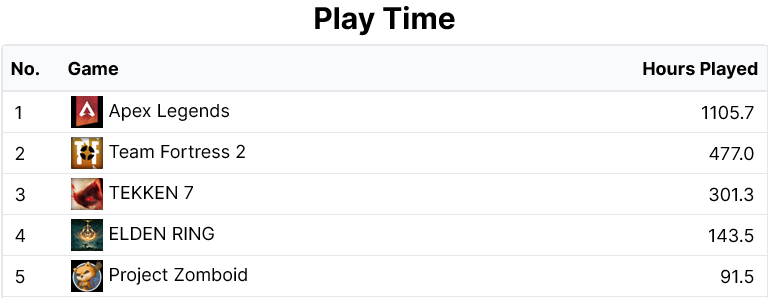 Play Time
No. Game Hours Played
1 Apex Legends 1105.7
2 Team Fortress 2 477.0
3 TEKKEN 7 301.3
4 ELDEN RING 143.5
5 Project Zomboid 91.5